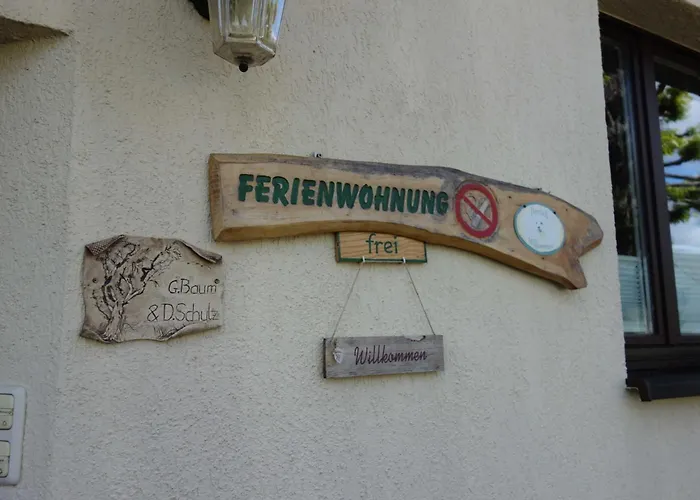 FERIENWOHNUNG
frei
G.Baum
& D.Schulz
Willkommen